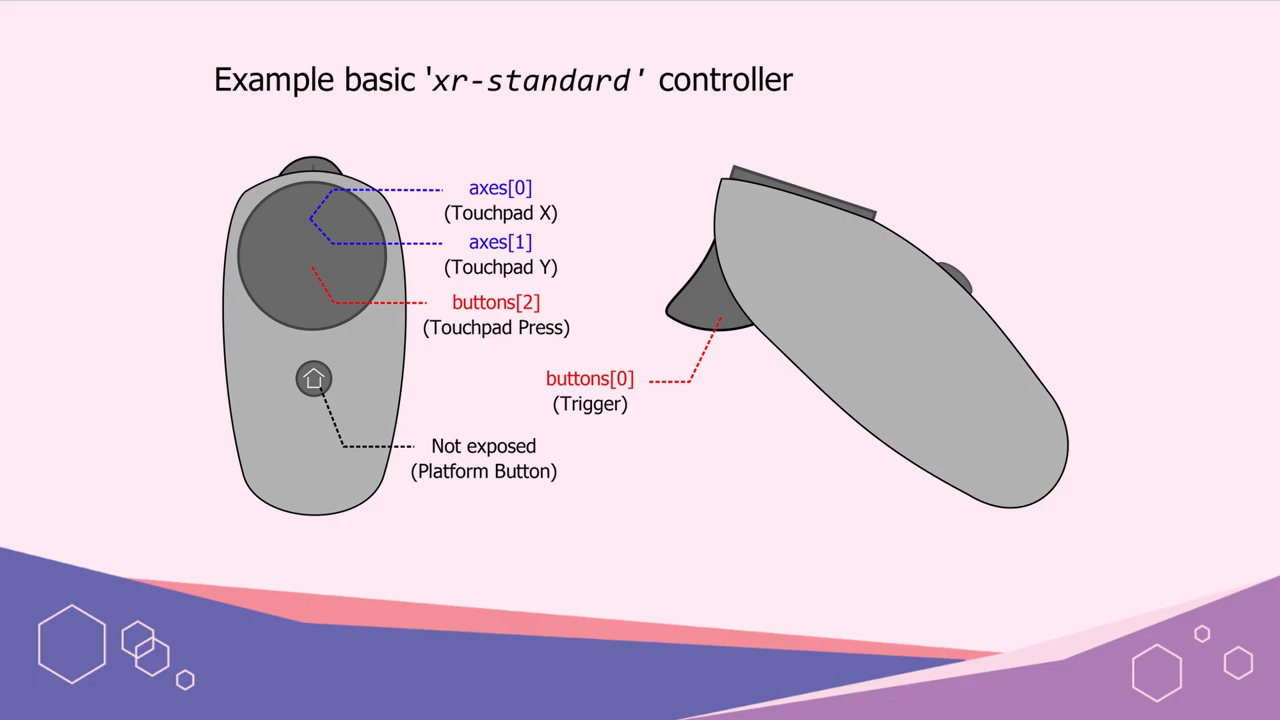 Example basic 'xr-standard' controller
axes[0]
(Touchpad X)
axes[1]
(Touchpad Y)
buttons[2]
(Touchpad Press)
buttons[0]
(Trigger)
Not exposed
(Platform Button)